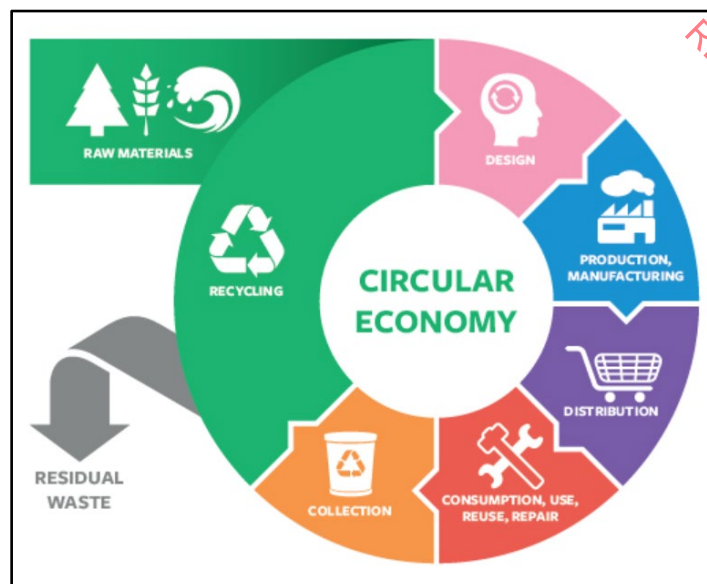 RAW MATERIALS
DESIGN
PRODUCTION,
MANUFACTURING
RECYCLING
CIRCULAR
ECONOMY
DISTRIBUTION
RESIDUAL
WASTE
COLLECTION
CONSUMPTION, USE,
REUSE, REPAIR